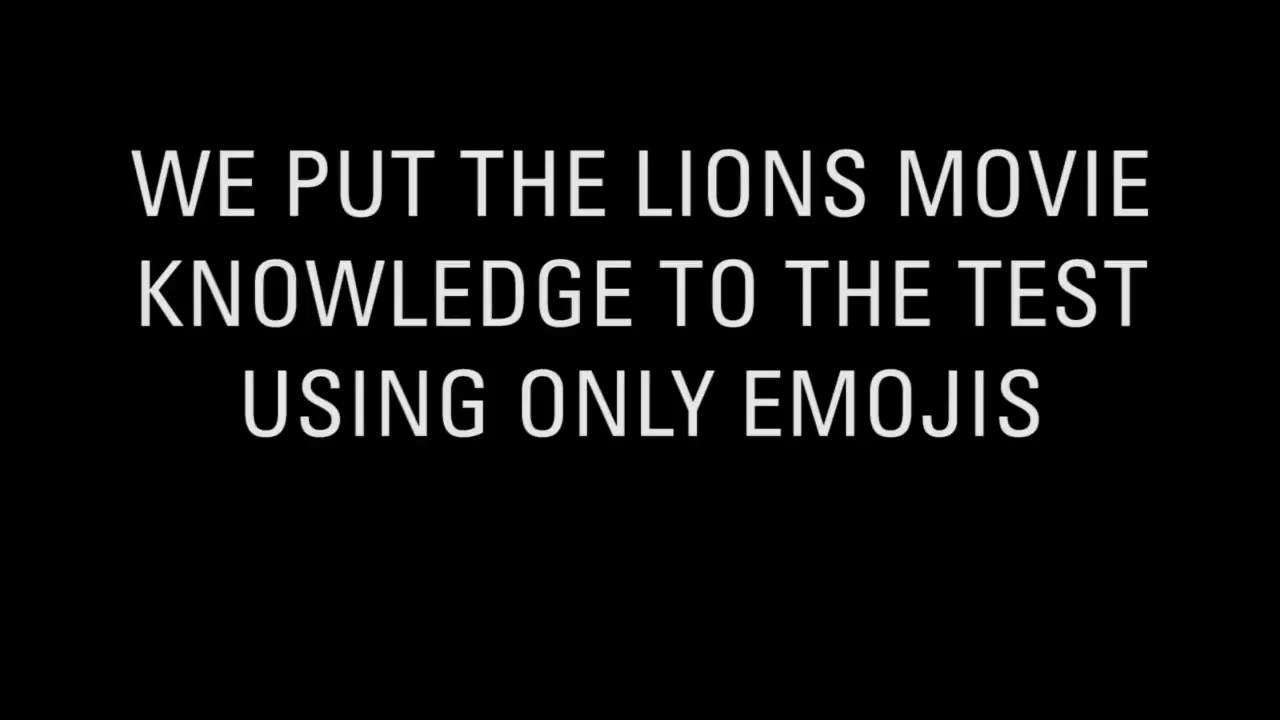 WE PUT THE LIONS MOVIE
KNOWLEDGE TO THE TEST
USING ONLY EMOJIS